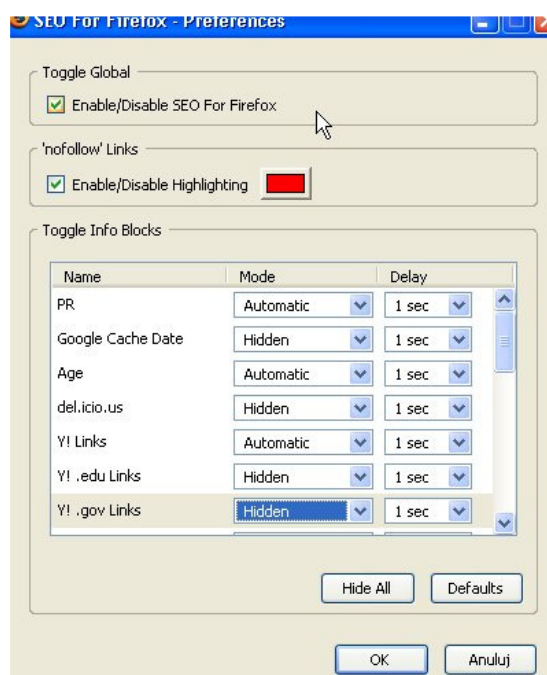 SEO For Firefox - Preferences
Toggle Global
Enable/Disable SEO For Firefox
'nofollow' Links
Enable/Disable Highlighting
Toggle Info Blocks
Name Mode Delay
PR Automatic 1 sec
Google Cache Date Hidden 1 sec
Age Automatic 1 sec
del.icio.us Hidden 1 sec
Y! Links Automatic 1 sec
Y! .edu Links Hidden 1 sec
Y! .gov Links Hidden 1 sec
Hide All Defaults
OK Anuluj